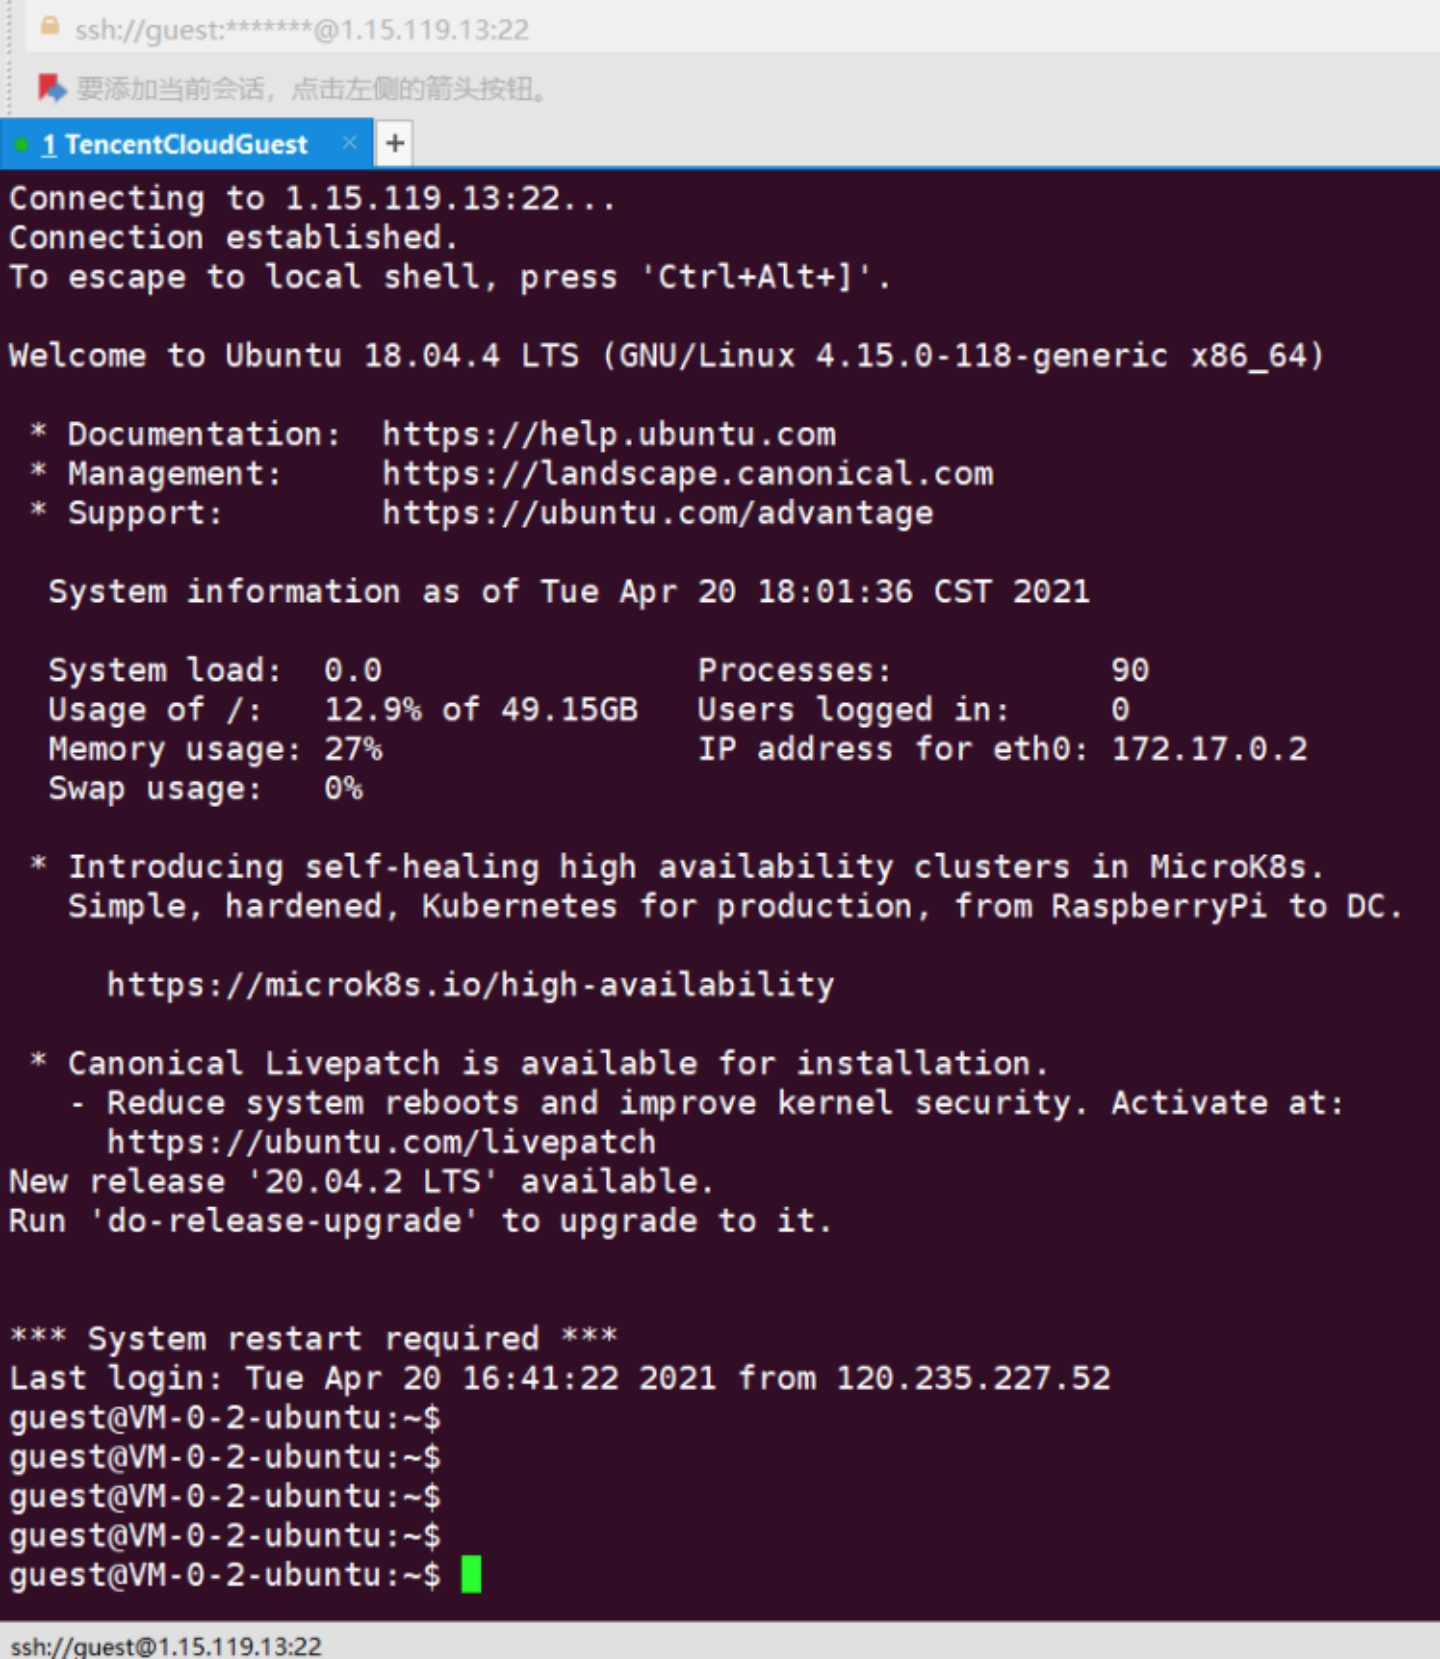 ssh://guest:*******@1.15.119.13:22
要添加当前会话，点击左侧的箭头按钮。
1 TencentCloudGuest × +
Connecting to 1.15.119.13:22...
Connection established.
To escape to local shell, press 'Ctrl+Alt+]'.
Welcome to Ubuntu 18.04.4 LTS (GNU/Linux 4.15.0-118-generic x86_64)
* Documentation:  https://help.ubuntu.com
* Management:     https://landscape.canonical.com
* Support:        https://ubuntu.com/advantage
System information as of Tue Apr 20 18:01:36 CST 2021
System load:  0.0                Processes:           90
Usage of /:   12.9% of 49.15GB   Users logged in:     0
Memory usage: 27%                IP address for eth0: 172.17.0.2
Swap usage:   0%
* Introducing self-healing high availability clusters in MicroK8s.
Simple, hardened, Kubernetes for production, from RaspberryPi to DC.
https://microk8s.io/high-availability
* Canonical Livepatch is available for installation.
- Reduce system reboots and improve kernel security. Activate at:
https://ubuntu.com/livepatch
New release '20.04.2 LTS' available.
Run 'do-release-upgrade' to upgrade to it.
*** System restart required ***
Last login: Tue Apr 20 16:41:22 2021 from 120.235.227.52
guest@VM-0-2-ubuntu:~$
guest@VM-0-2-ubuntu:~$
guest@VM-0-2-ubuntu:~$
guest@VM-0-2-ubuntu:~$
guest@VM-0-2-ubuntu:~$
ssh://guest@1.15.119.13:22